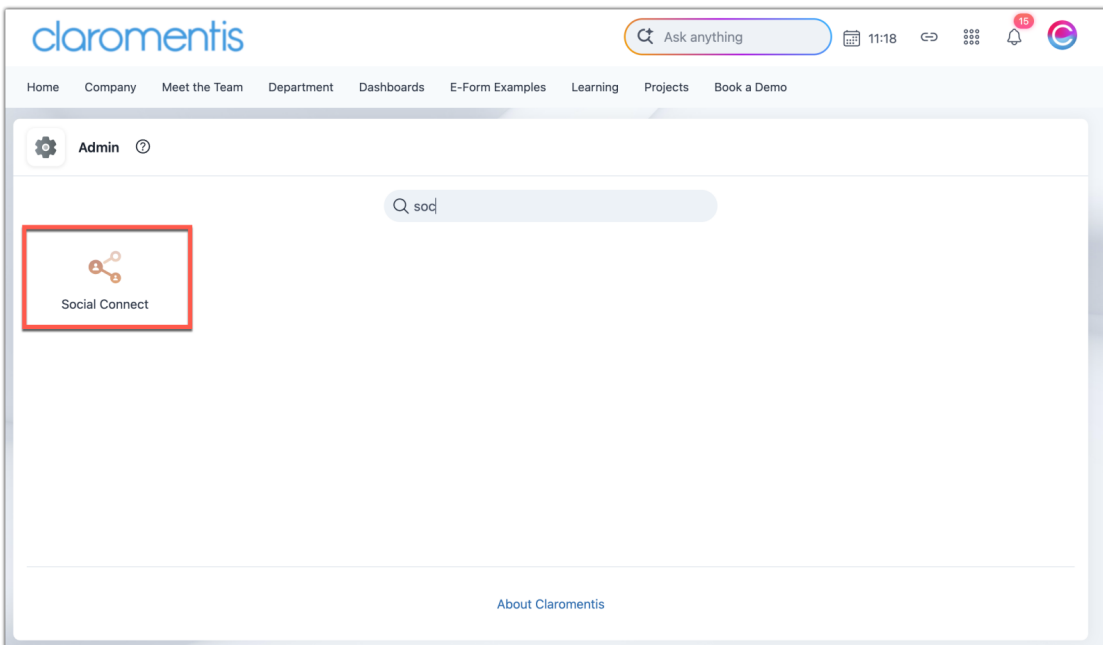 claromentis
Ask anything
11:18
15
Home Company Meet the Team Department Dashboards E-Form Examples Learning Projects Book a Demo
Admin
soc
Social Connect
About Claromentis